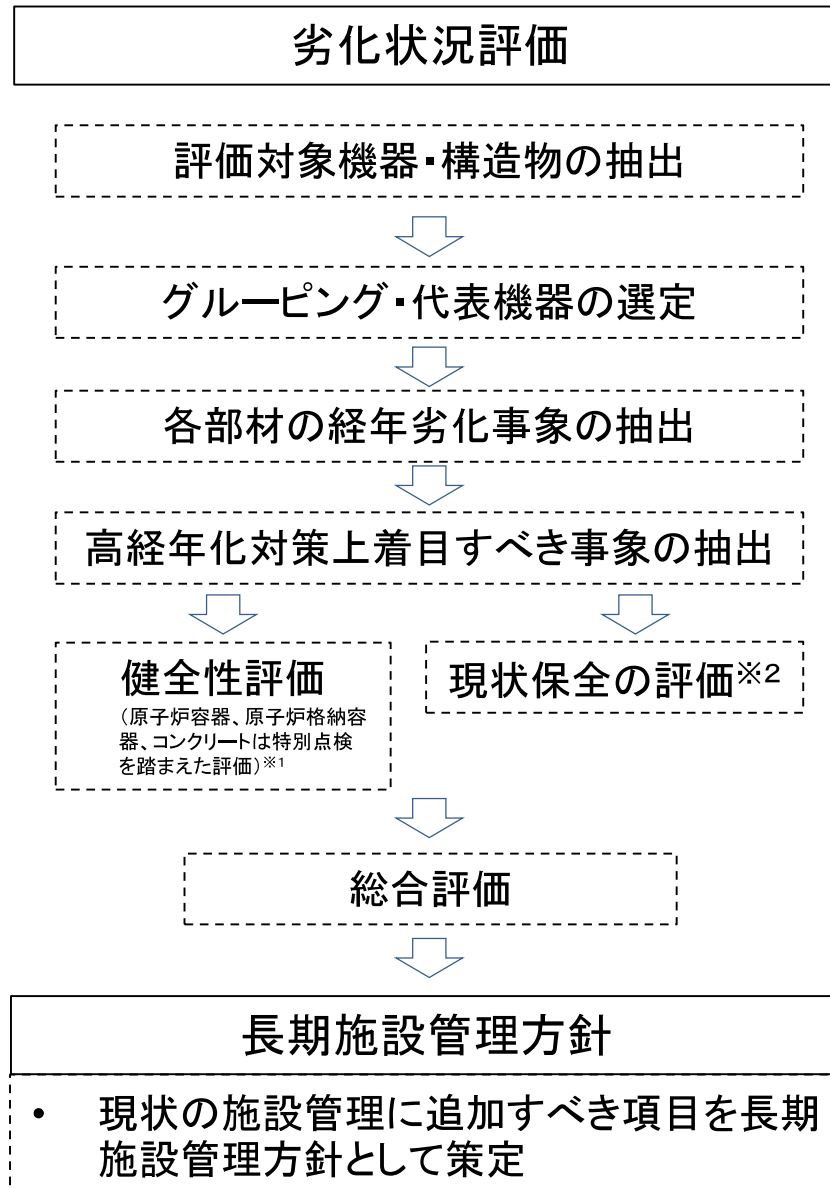 劣化状況評価
評価対象機器・構造物の抽出
グルーピング・代表機器の選定
各部材の経年劣化事象の抽出
高経年化対策上着目すべき事象の抽出
健全性評価
（原子炉容器、原子炉格納容
器、コンクリートは特別点検
を踏まえた評価）※1
現状保全の評価※2
総合評価
長期施設管理方針
• 現状の施設管理に追加すべき項目を長期
施設管理方針として策定